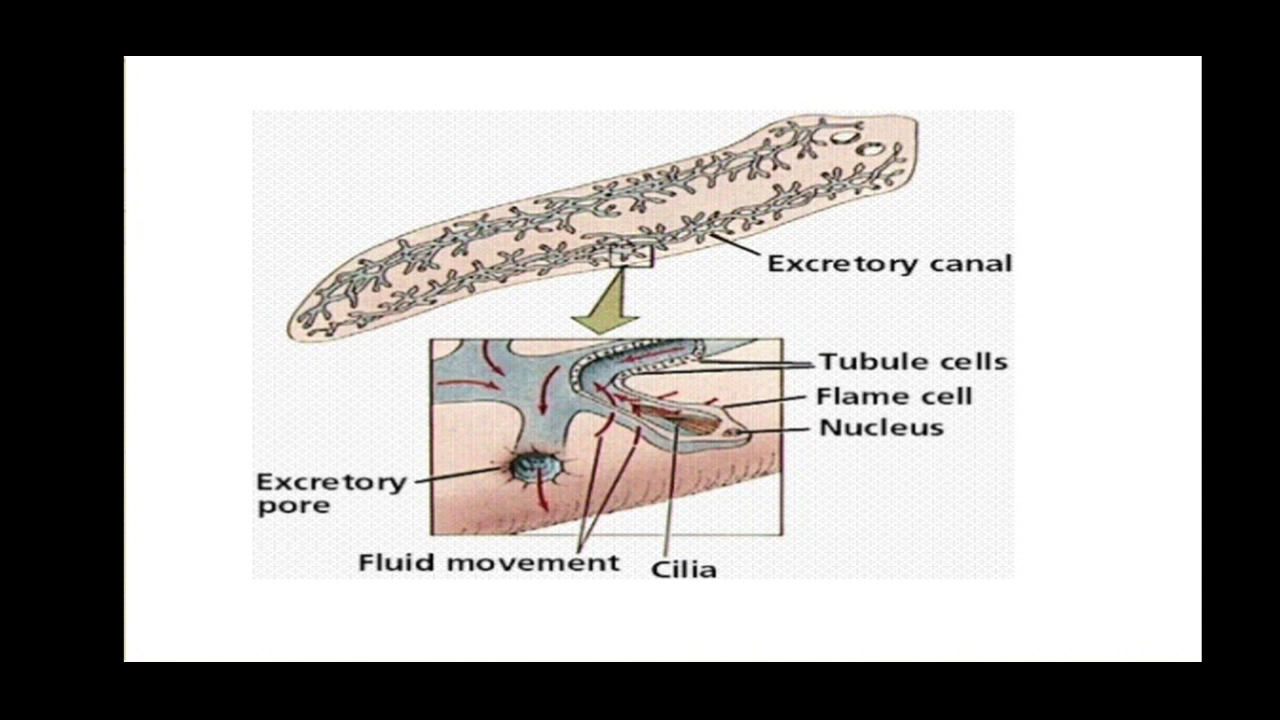 Excretory canal
Tubule cells
Flame cell
Nucleus
Excretory
pore
Fluid movement
Cilia